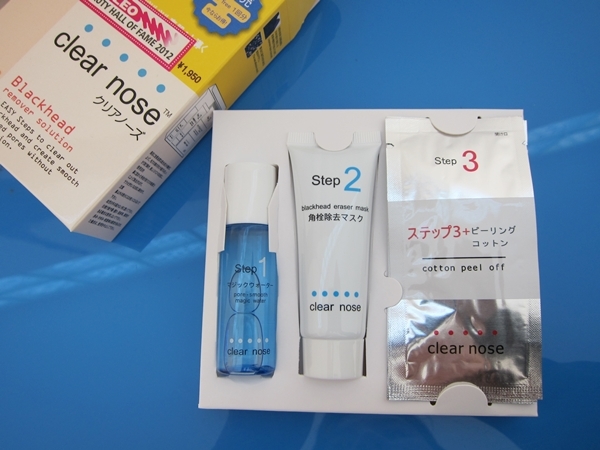 HALL OF FAME 2012
clear nose™
クリアノーズ
¥1,950
Blackhead
remover solution
EASY Steps to clear out
and create smooth
pores without
Step 1
マジックウォーター
pore smooth
magic water
clear nose
Step 2
blackhead eraser mask
角栓除去マスク
clear nose
Step 3
ステップ3+ピーリング
コットン
cotton peel off
clear nose